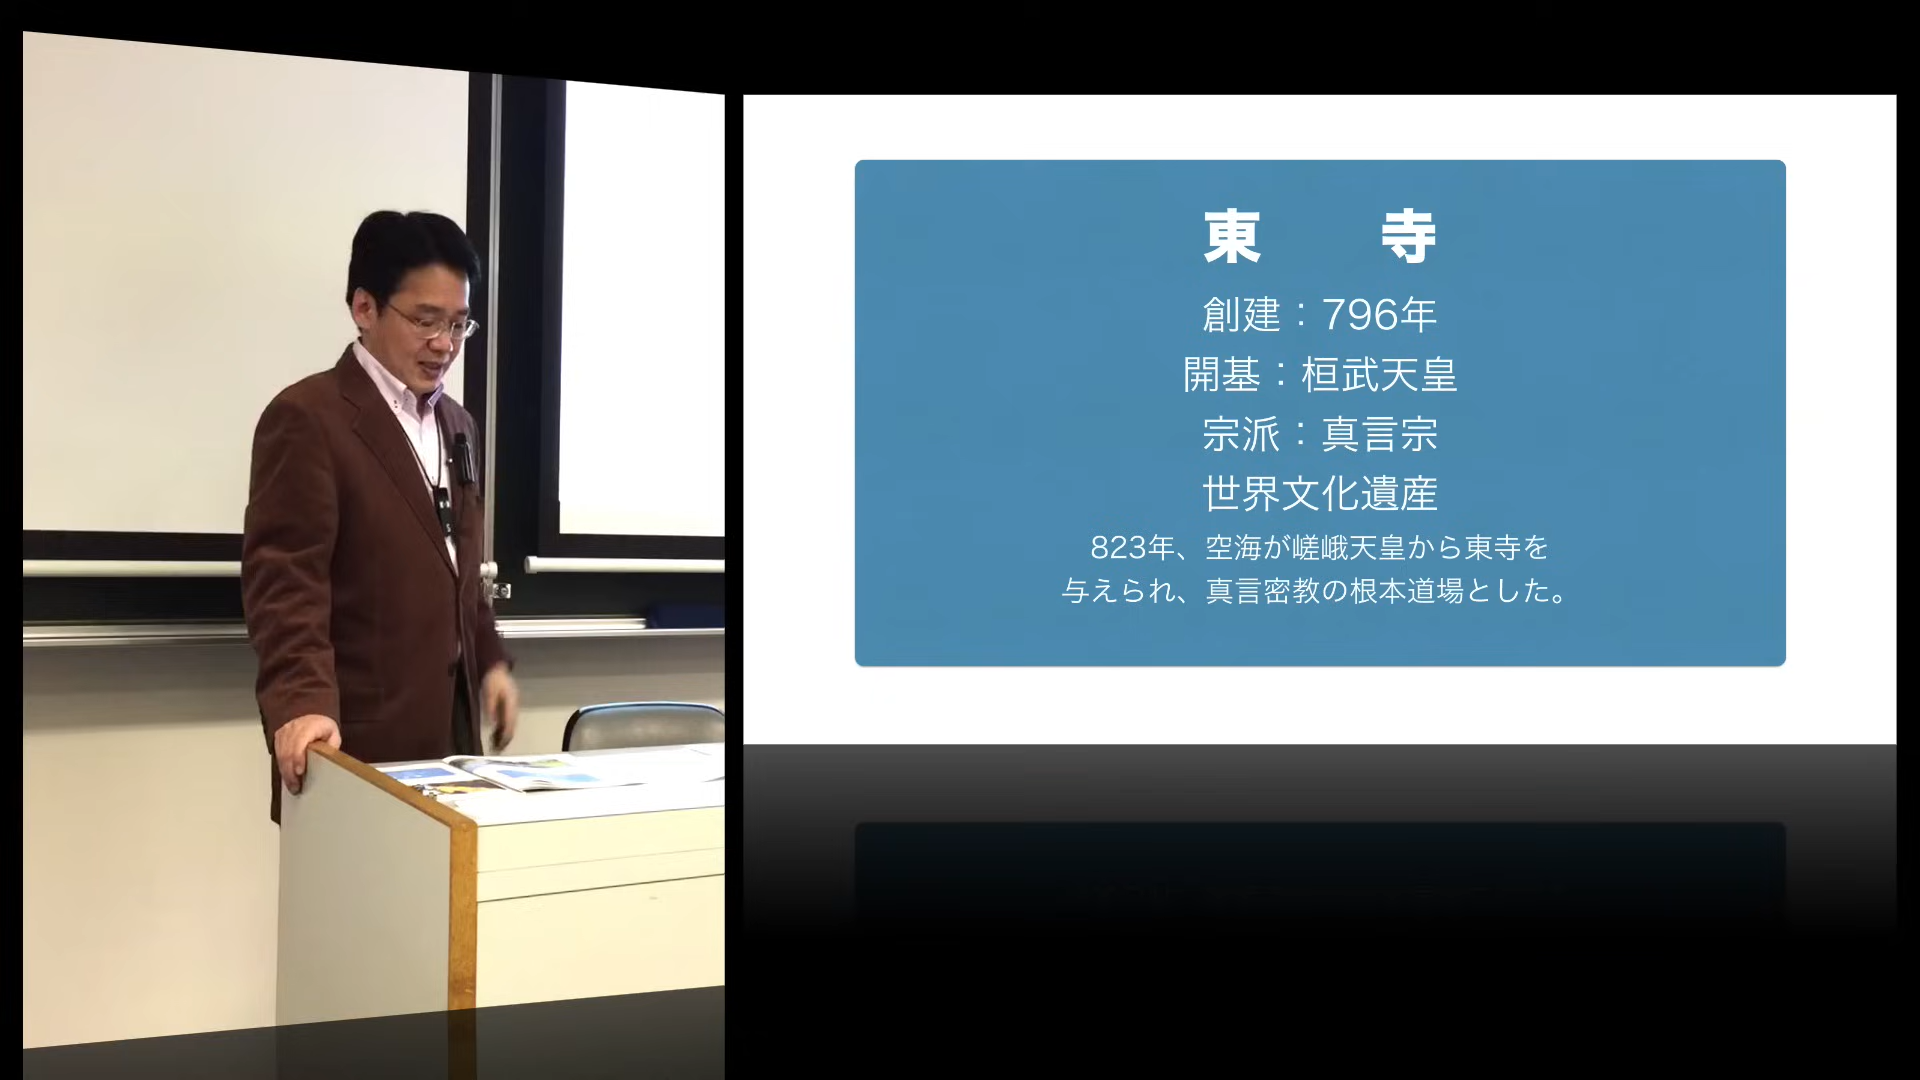 東　　寺
創建：796年
開基：桓武天皇
宗派：真言宗
世界文化遺産
823年、空海が嵯峨天皇から東寺を
与えられ、真言密教の根本道場とした。